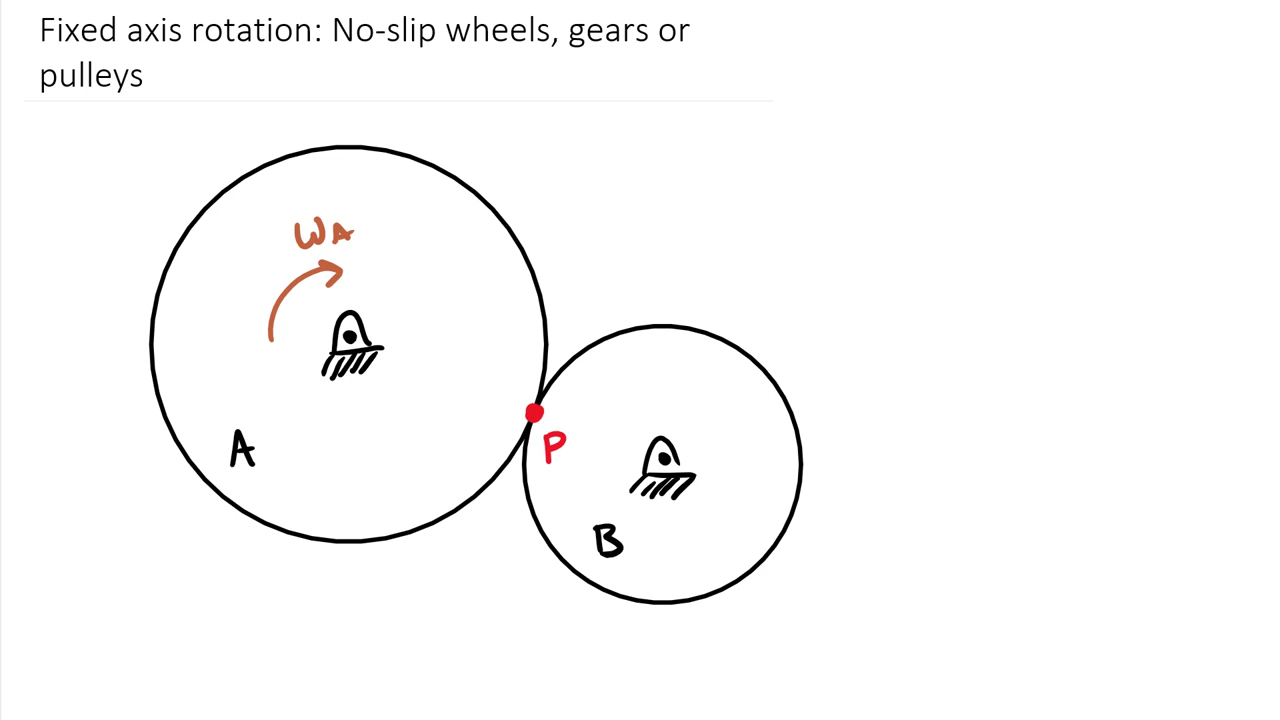 Fixed axis rotation: No-slip wheels, gears or
pulleys
WA
A
P
B